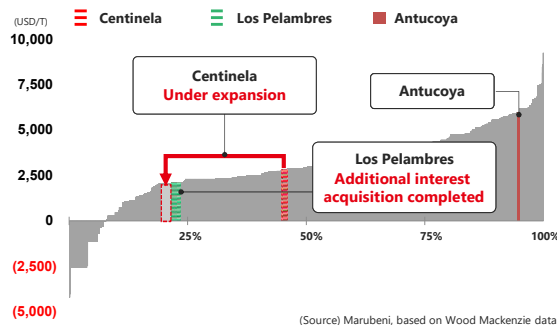 (USD/T)
Centinela
Los Pelambres
Antucoya
10,000
7,500
5,000
2,500
0
(2,500)
(5,000)
Centinela
Under expansion
Antucoya
Los Pelambres
Additional interest
acquisition completed
25%
50%
75%
100%
(Source) Marubeni, based on Wood Mackenzie data